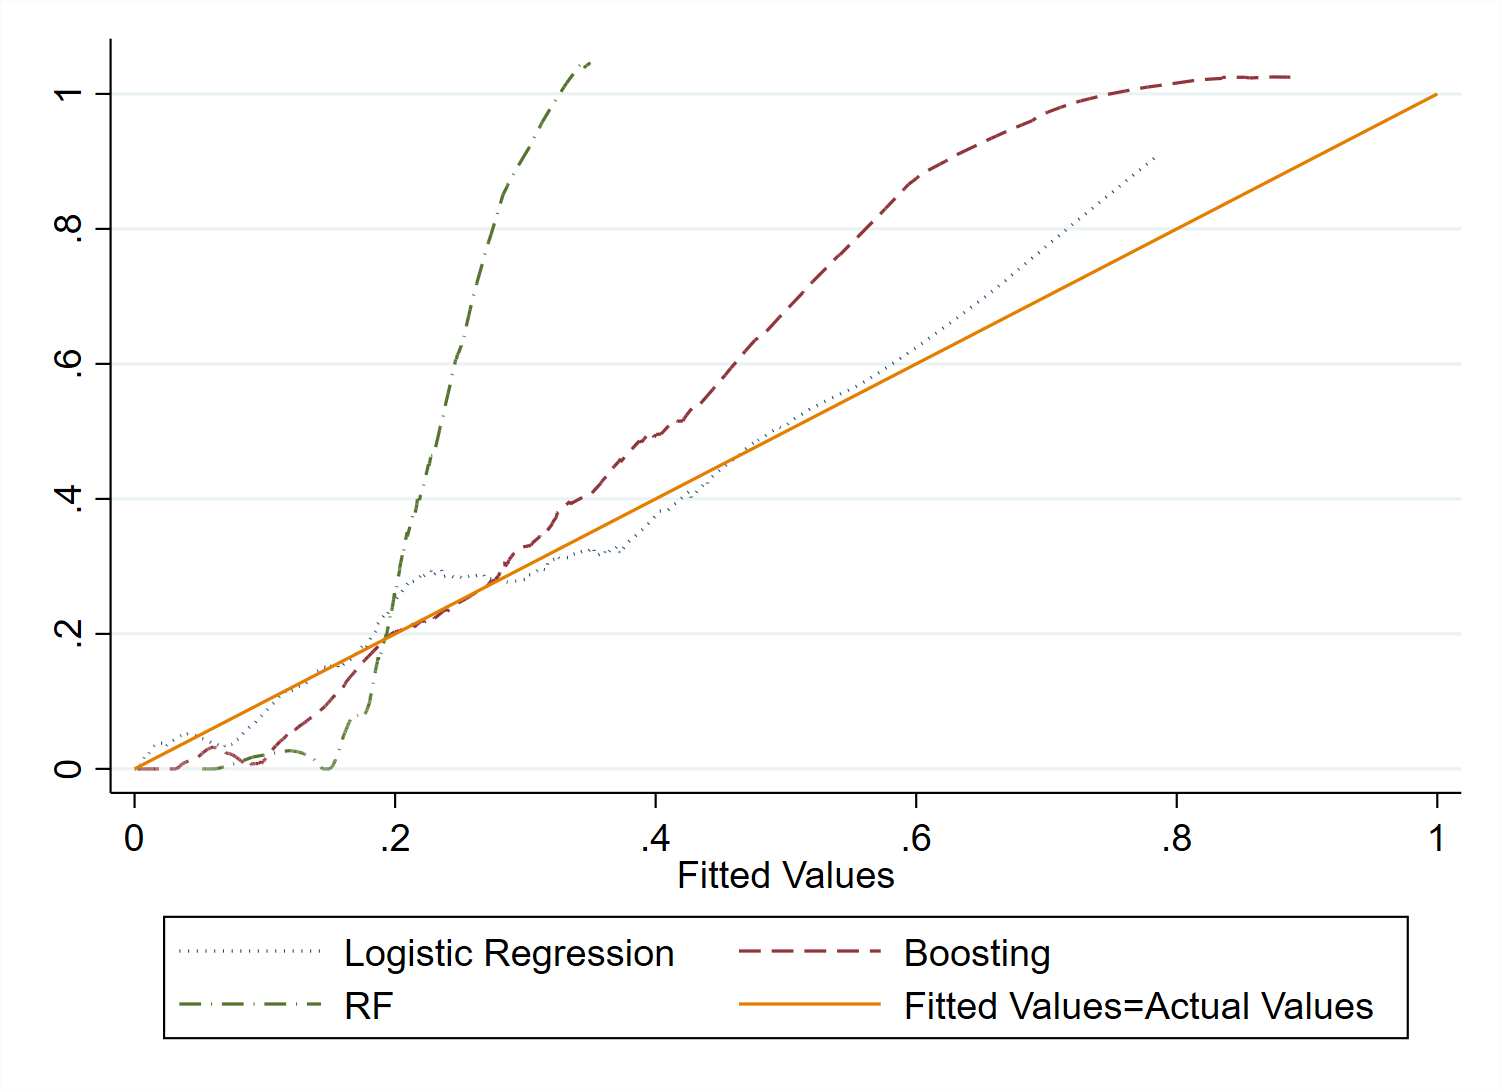 1
.8
.6
.4
.2
0
0 .2 .4 .6 .8 1
Fitted Values
Logistic Regression Boosting
RF Fitted Values=Actual Values